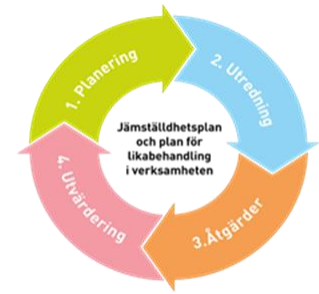 1. Planering
2. Utredning
3.Åtgärder
4. Utvärdering
Jämställdhetsplan
och plan för
likabehandling
i verksamheten